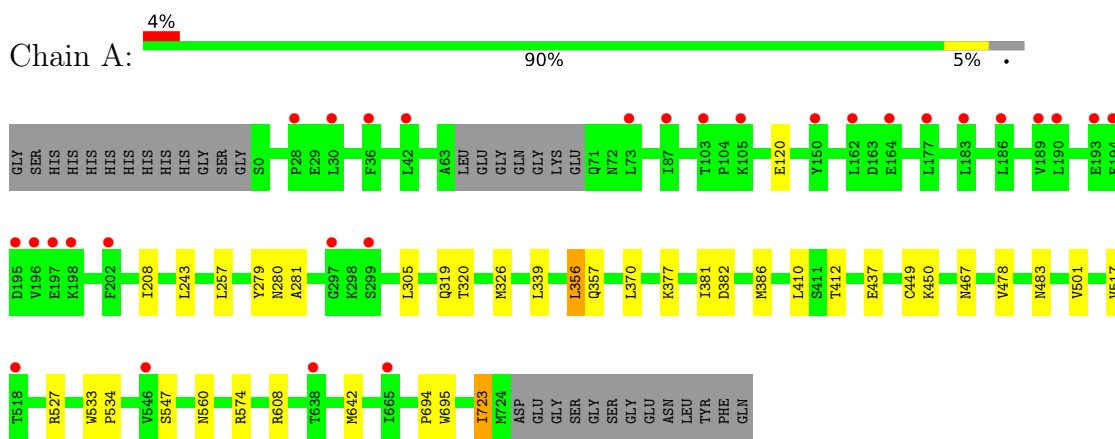 4%
Chain A:
90% 5% •
GLY SER HIS HIS HIS HIS HIS HIS HIS HIS GLY SER GLY S0 P28 E29 L30 F36 L42 A63 LEU GLU GLY GLN GLY LYS GLU Q71 N72 L73 I87 T103 P104 K105 E120 Y150 L162 D163 E164 L177 L183 L186 V189 L190 E193
D195 V196 E197 K198 F202 I208 L243 L257 Y279 N280 A281 G297 K298 S299 L305 Q319 T320 M326 L339 L356 Q357 L370 K377 I381 D382 M386 L410 S411 T412 E437 C449 K450 N467 V478 N483 V501 V517
T518 R527 W533 P534 V546 S547 N560 R574 R608 T638 M642 I665 P694 W695 I723 M724 ASP GLU GLY SER GLY SER GLY GLU ASN LEU TYR PHE GLN